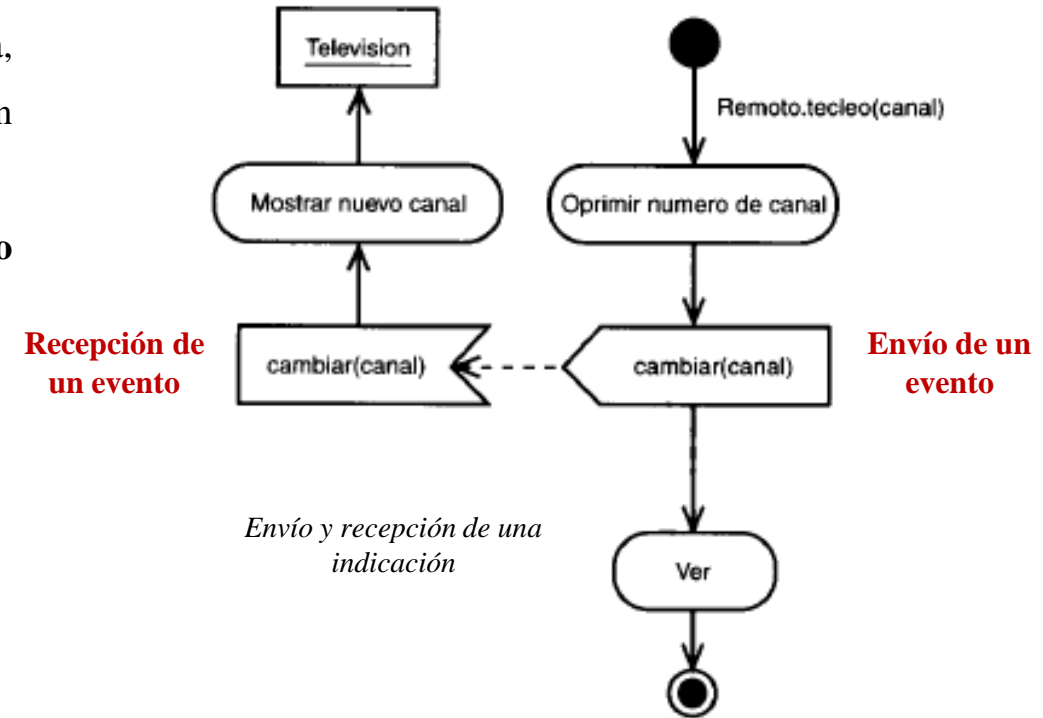 Television
Remoto.tecleo(canal)
Mostrar nuevo canal
Oprimir numero de canal
o
Recepción de
un evento
cambiar(canal)
cambiar(canal)
Envío de un
evento
Envío y recepción de una
indicación
Ver